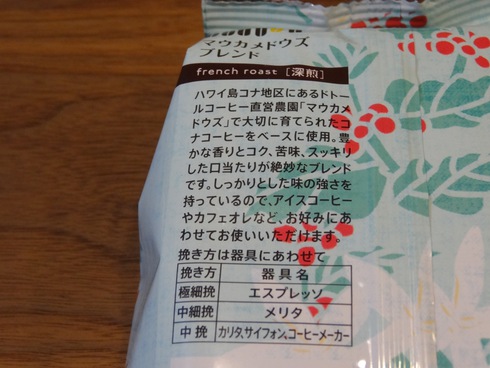 マウカメドウズ
ブレンド
french roast [深煎]
ハワイ島コナ地区にあるドトー
ルコーヒー直営農園「マウカメ
ドウズ」で大切に育てられたコ
ナコーヒーをベースに使用。豊
かな香りとコク、苦味、スッキリ
した口当たりが絶妙なブレンド
です。しっかりとした味の強さを
持っているので、アイスコーヒー
やカフェオレなど、お好みにあ
わせてお使いいただけます。
挽き方は器具にあわせて
挽き方 器具名
極細挽 エスプレッソ
中細挽 メリタ
中挽 カリタ,サイフォン,コーヒーメーカー